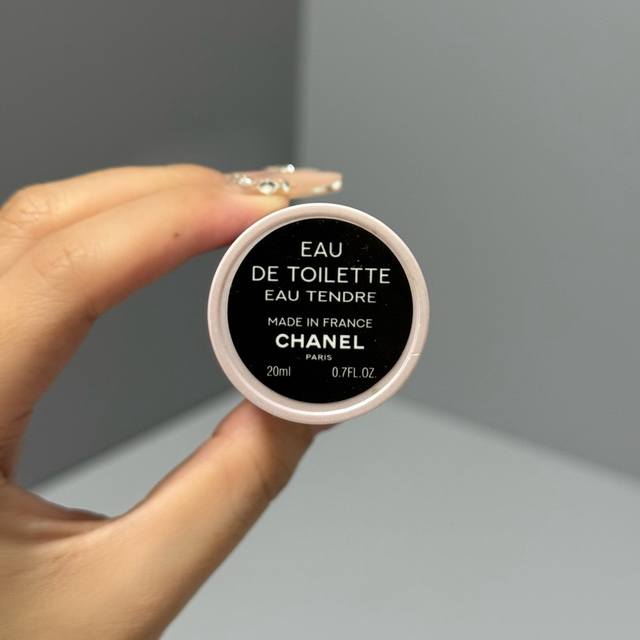 EAU
DE TOILETTE
EAU TENDRE
MADE IN FRANCE
CHANEL
PARIS
20ml 0.7FL.OZ.